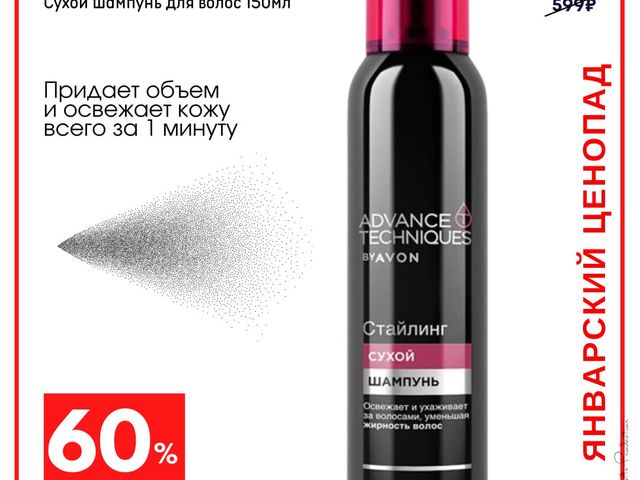 Сухой шампунь для волос 150мл
599₽
Придает объем
и освежает кожу
всего за 1 минуту
ADVANCE T
TECHNIQUES
BY AVON
Стайлинг
СУХОЙ
ШАМПУНЬ
Освежает и ухаживает
за волосами, уменьшая
жирность волос
60%
ЯНВАРСКИЙ ЦЕНОПАД